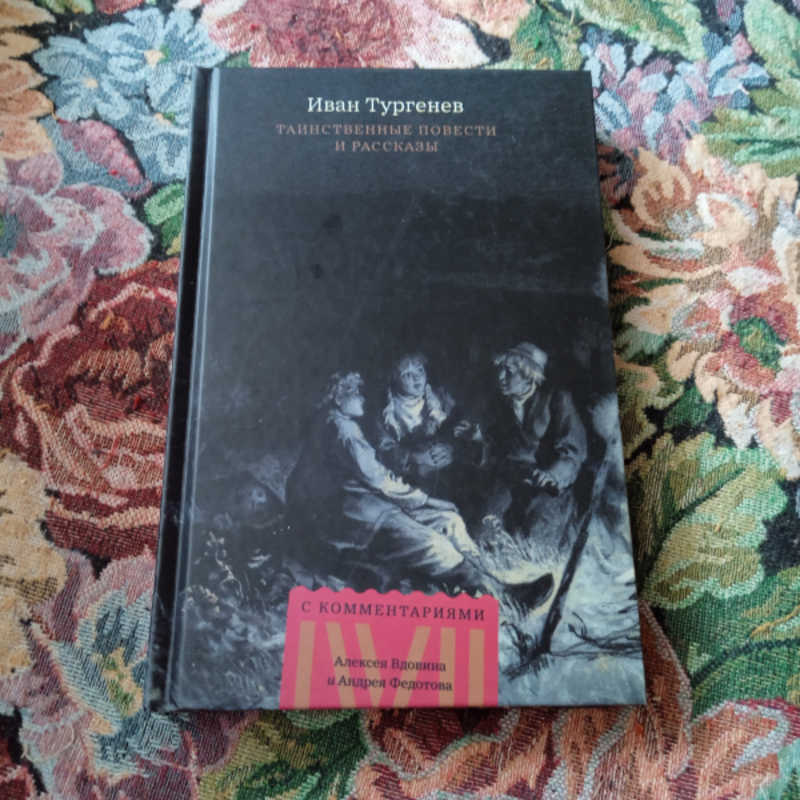 Иван Тургенев
ТАИНСТВЕННЫЕ ПОВЕСТИ
И РАССКАЗЫ
С КОММЕНТАРИЯМИ
Алексея Вдовина
и Андрея Федотова